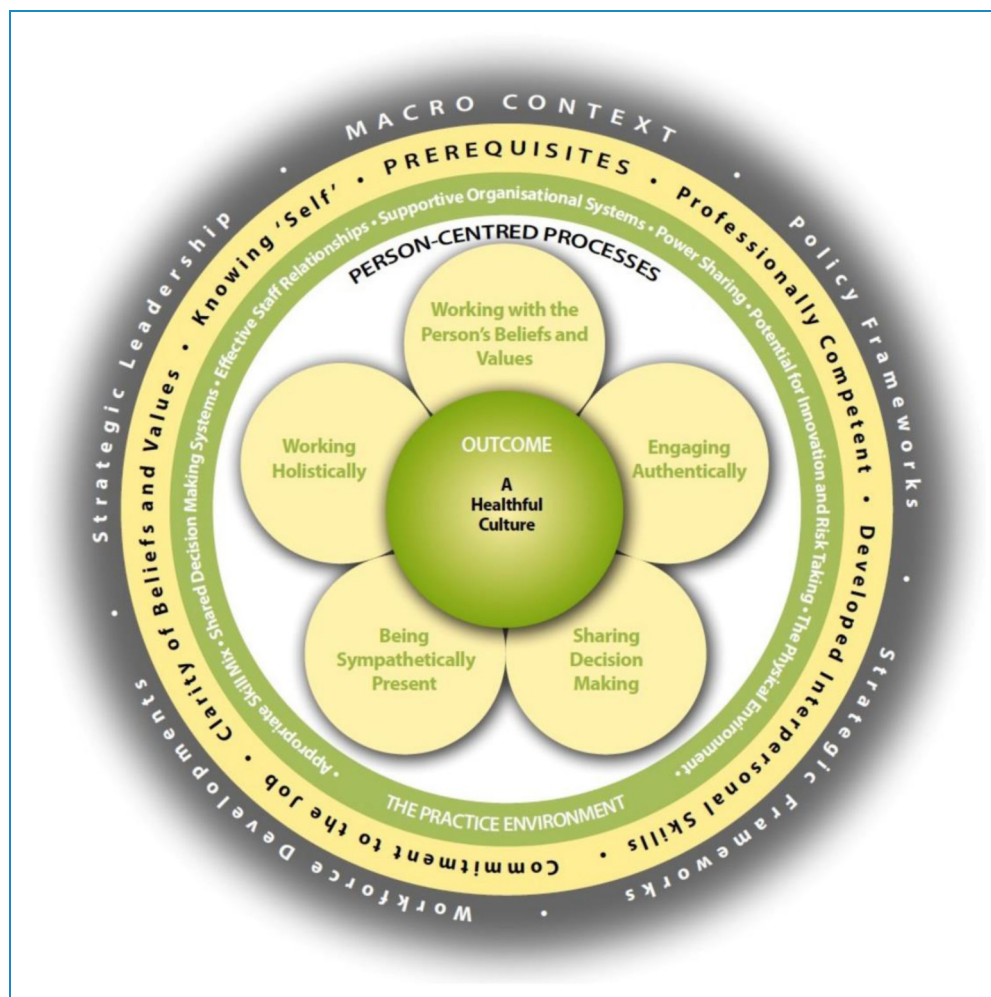 MACRO CONTEXT
•
Policy Frameworks
•
Strategic Frameworks
•
Workforce Developments
•
Strategic Leadership
•
PREREQUISITES • Professionally Competent • Developed Interpersonal Skills • Commitment to the Job • Clarity of Beliefs and Values • Knowing 'Self' •
• Appropriate Skill Mix • Shared Decision Making Systems • Effective Staff Relationships • Supportive Organisational Systems • Power Sharing • Potential for Innovation and Risk Taking • The Physical Environment •
THE PRACTICE ENVIRONMENT
PERSON-CENTRED PROCESSES
Working with the
Person's Beliefs and
Values
Engaging
Authentically
Sharing
Decision
Making
Being
Sympathetically
Present
Working
Holistically
OUTCOME
A
Healthful
Culture